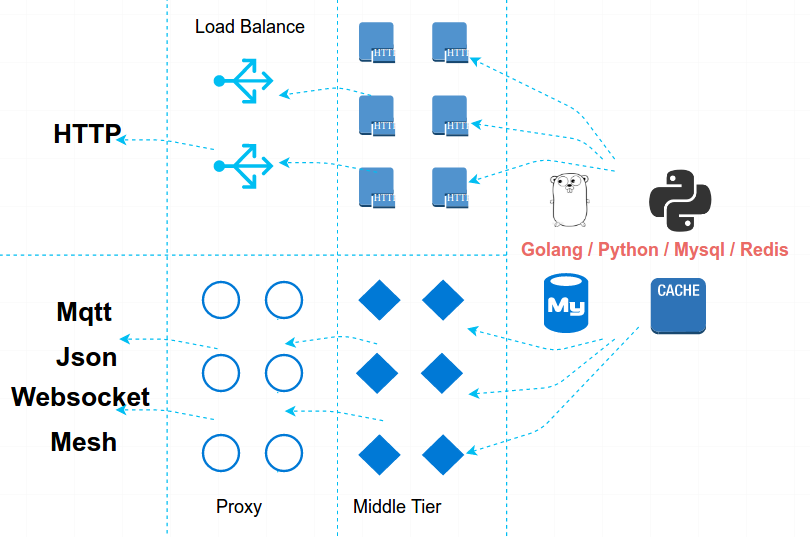 Load Balance
HTTP
Golang / Python / Mysql / Redis
My
CACHE
Mqtt
Json
Websocket
Mesh
Proxy
Middle Tier